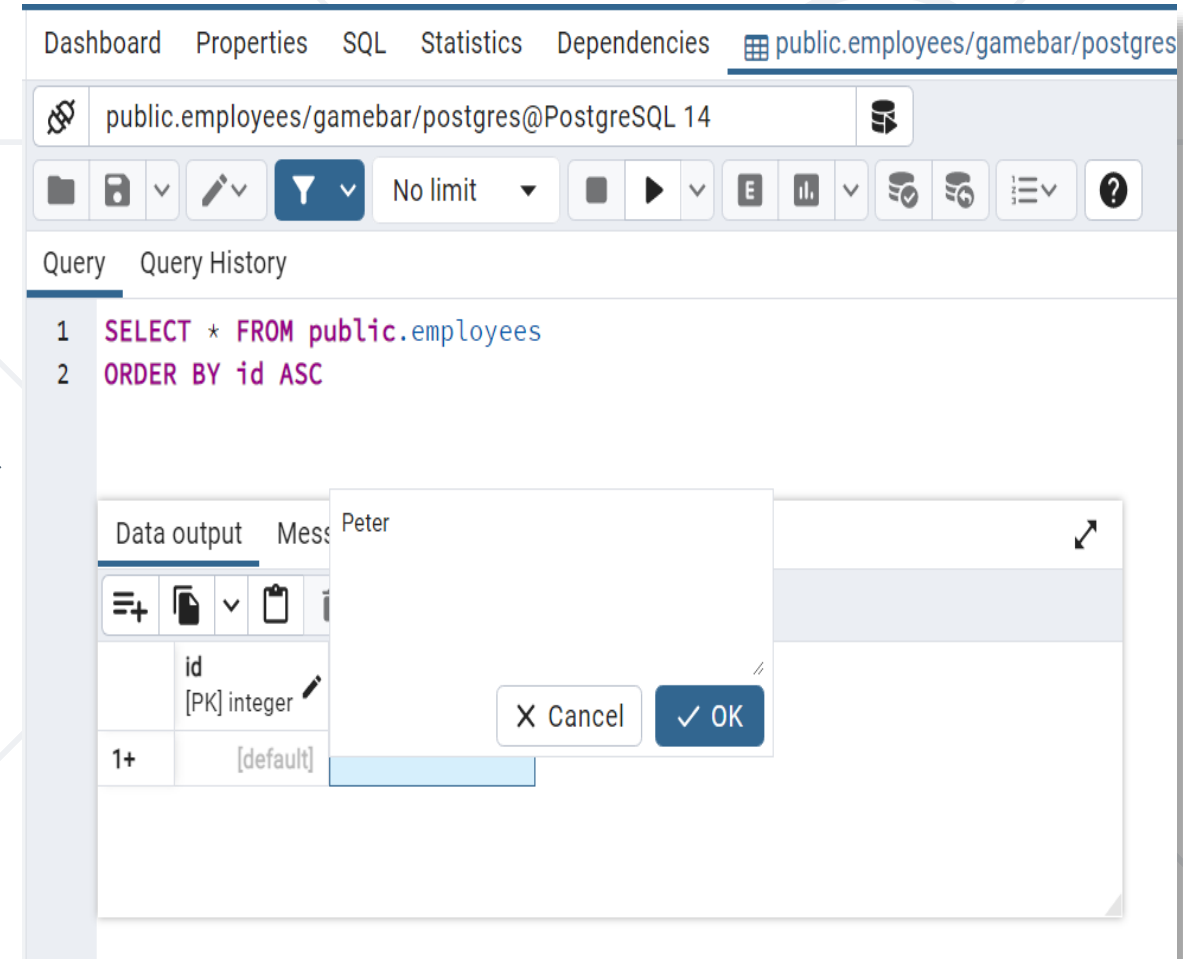 Dashboard Properties SQL Statistics Dependencies public.employees/gamebar/postgres
public.employees/gamebar/postgres@PostgreSQL 14
No limit
E
Query Query History
1 SELECT * FROM public.employees
2 ORDER BY id ASC
Data output Mess
Peter
id
[PK] integer
Cancel OK
1+ [default]